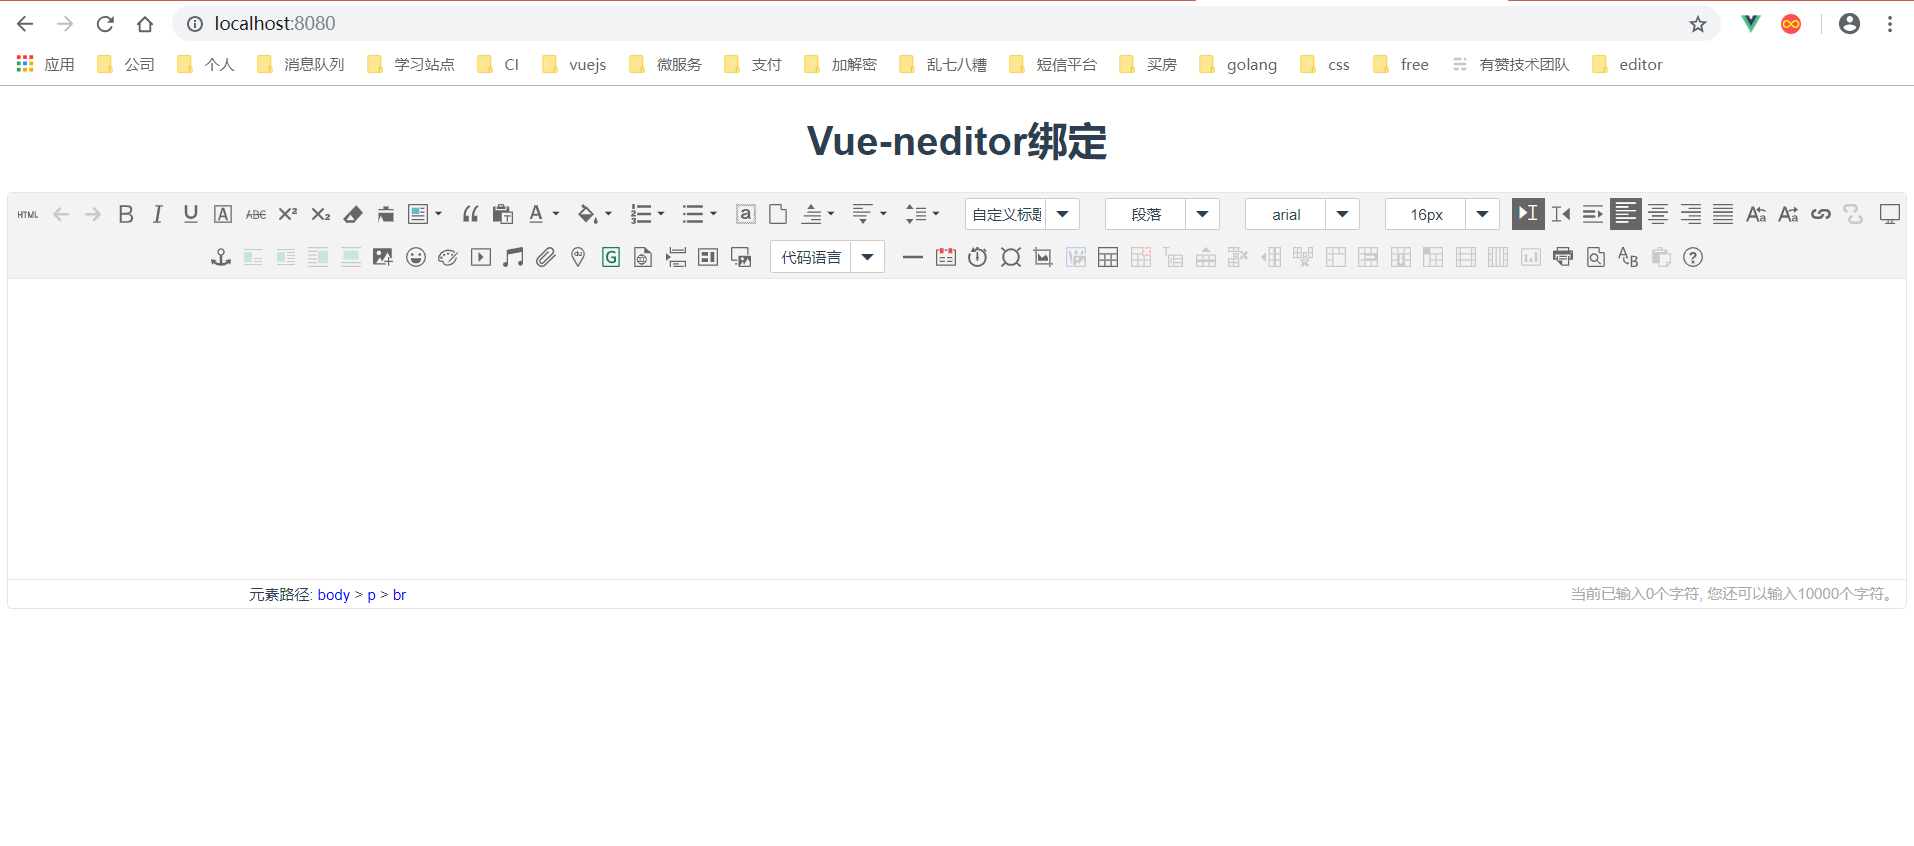 localhost:8080
应用 公司 个人 消息队列 学习站点 CI vuejs 微服务 支付 加解密 乱七八糟 短信平台 买房 golang css free 有赞技术团队 editor
Vue-neditor绑定
HTML B I U A ABC X² X₂ A a 自定义标题 段落 arial 16px Aa Aa
G 代码语言 AB ?
元素路径: body > p > br
当前已输入0个字符, 您还可以输入10000个字符。